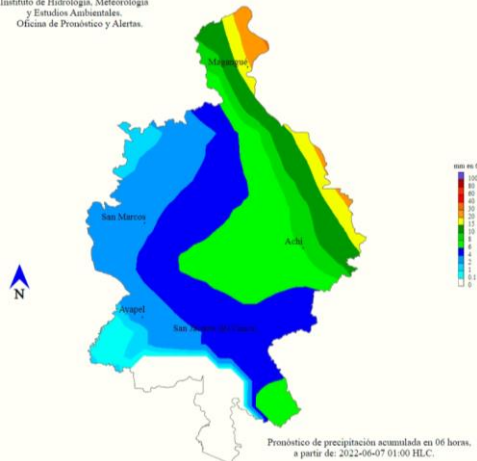 Instituto de Hidrología, Meteorología
y Estudios Ambientales.
Oficina de Pronóstico y Alertas.
Magangué
San Marcos
Achí
Ayapel
N
mm en
100
80
60
40
30
20
15
10
8
6
4
2
1
0.1
0
Pronóstico de precipitación acumulada en 06 horas,
a partir de: 2022-06-07 01:00 HLC.